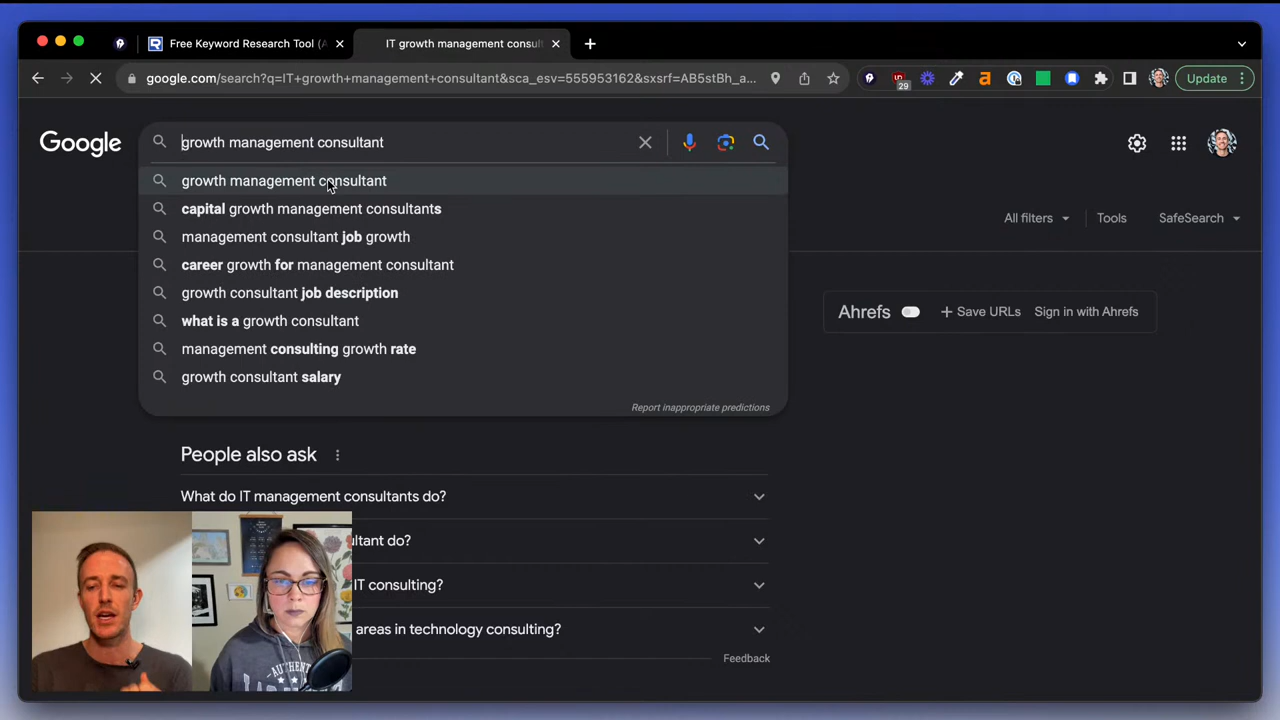 Free Keyword Research Tool (A
IT growth management consul
google.com/search?q=IT+growth+management+consultant&sca_esv=555953162&sxsrf=AB5stBh_a...
29
Update
Google
growth management consultant
growth management consultant
capital growth management consultants
management consultant job growth
career growth for management consultant
growth consultant job description
what is a growth consultant
management consulting growth rate
growth consultant salary
Report inappropriate predictions
All filters
Tools
SafeSearch
Ahrefs
+ Save URLs
Sign in with Ahrefs
People also ask
What do IT management consultants do?
ultant do?
IT consulting?
areas in technology consulting?
Feedback
AUTHENTIC